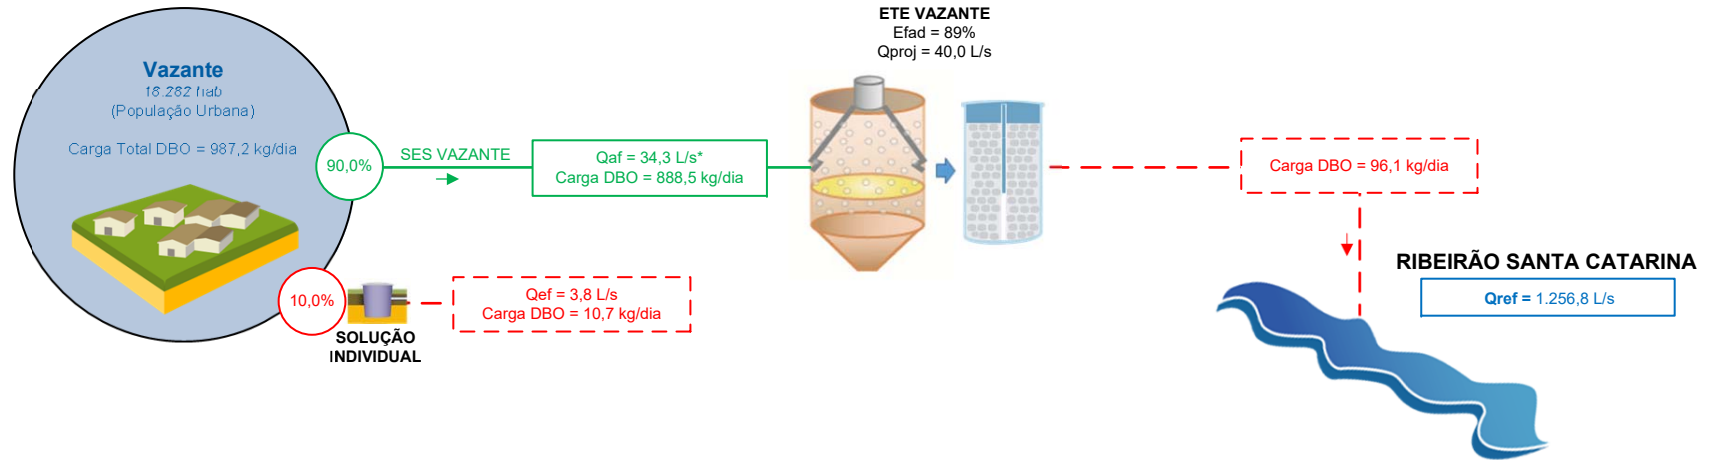 ETE VAZANTE
Efad = 89%
Qproj = 40,0 L/s
Vazante
18.282 hab
(População Urbana)
Carga Total DBO = 987,2 kg/dia
90,0%
SES VAZANTE
Qaf = 34,3 L/s*
Carga DBO = 888,5 kg/dia
Carga DBO = 96,1 kg/dia
10,0%
SOLUÇÃO
INDIVIDUAL
Qef = 3,8 L/s
Carga DBO = 10,7 kg/dia
RIBEIRÃO SANTA CATARINA
Qref = 1.256,8 L/s